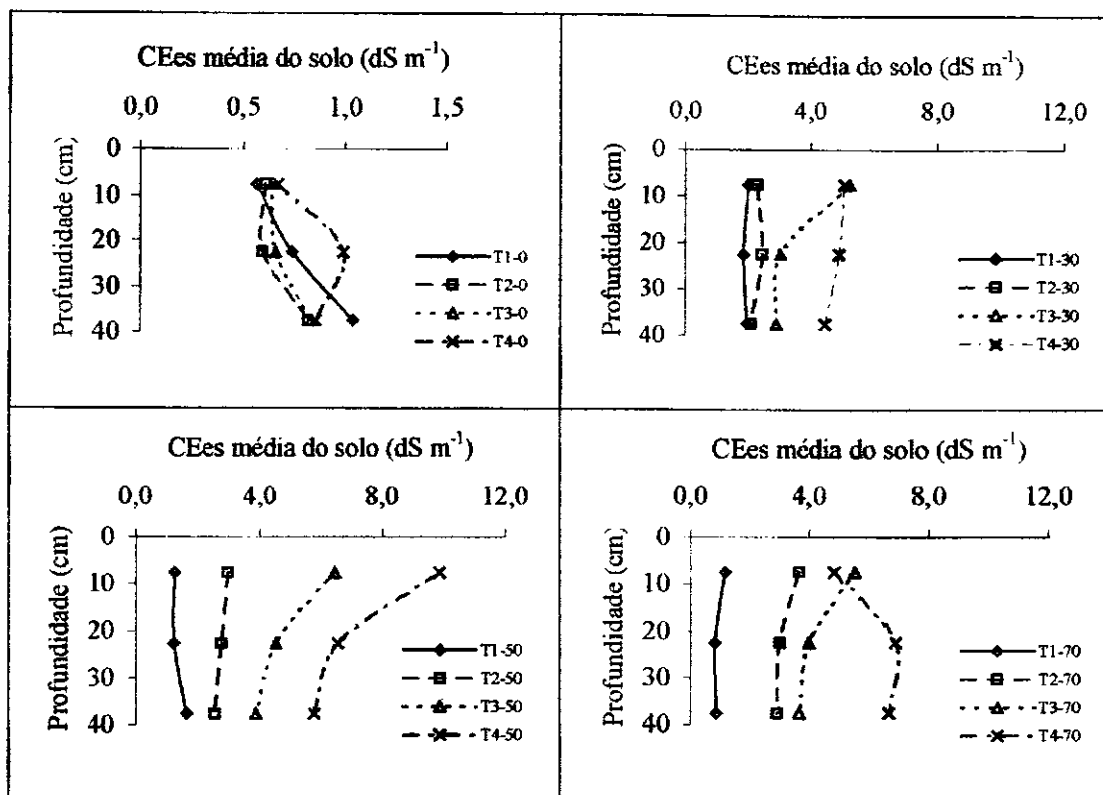 CEes média do solo (dS m⁻¹)
0,0 0,5 1,0 1,5
Profundidade (cm)
0
10
20
30
40
T1-0
T2-0
T3-0
T4-0
CEes média do solo (dS m⁻¹)
0,0 4,0 8,0 12,0
Profundidade (cm)
0
10
20
30
40
T1-30
T2-30
T3-30
T4-30
CEes média do solo (dS m⁻¹)
0,0 4,0 8,0 12,0
Profundidade (cm)
0
10
20
30
40
T1-50
T2-50
T3-50
T4-50
CEes média do solo (dS m⁻¹)
0,0 4,0 8,0 12,0
Profundidade (cm)
0
10
20
30
40
T1-70
T2-70
T3-70
T4-70